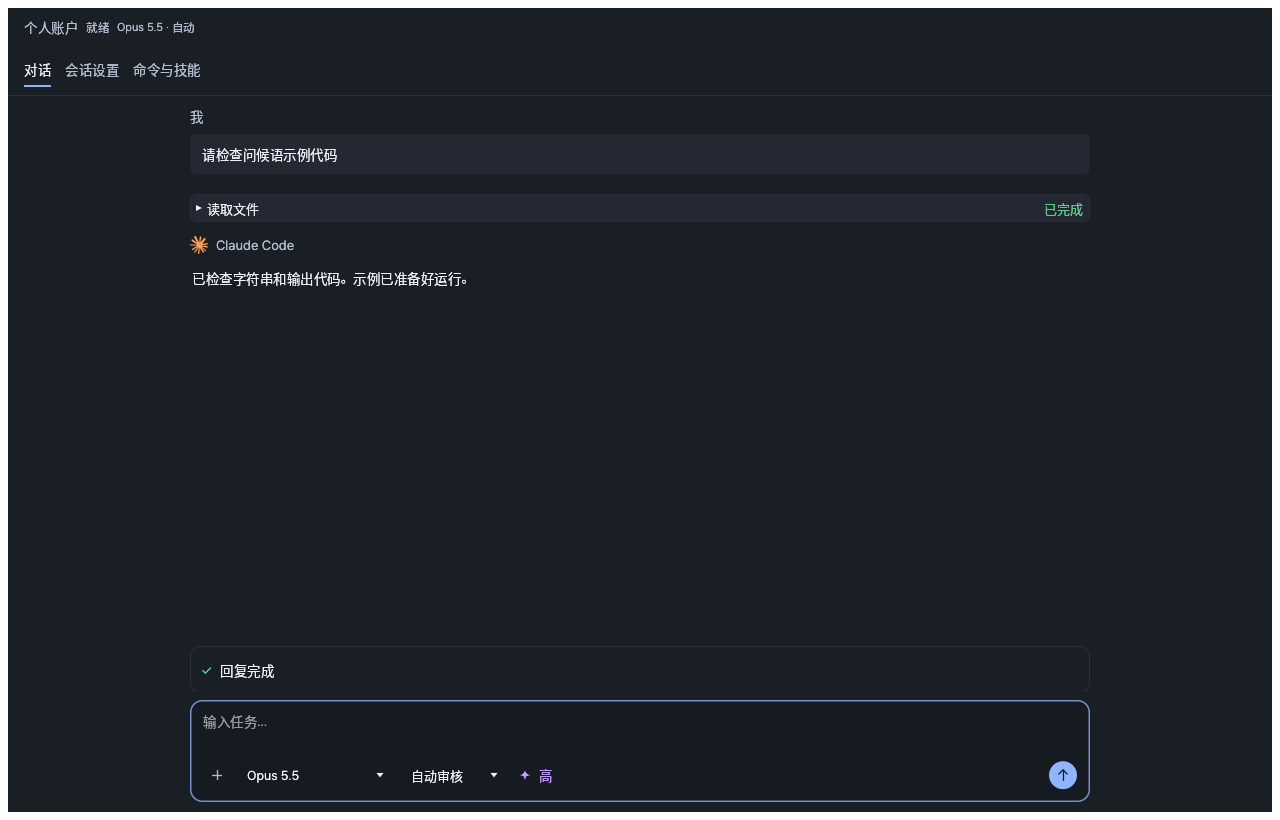 个人账户 就绪 Opus 5.5 · 自动
对话 会话设置 命令与技能
我
请检查问候语示例代码
读取文件 已完成
Claude Code
已检查字符串和输出代码。示例已准备好运行。
回复完成
输入任务...
Opus 5.5 自动审核 高